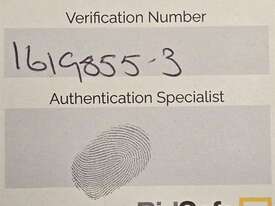 Verification Number
1619855-3
Authentication Specialist